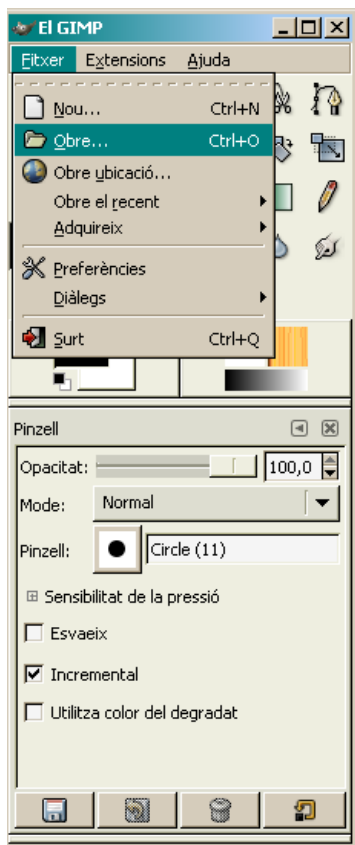 El GIMP
Fitxer Extensions Ajuda
Nou... Ctrl+N
Obre... Ctrl+O
Obre ubicació...
Obre el recent
Adquireix
Preferències
Diàlegs
Surt Ctrl+Q
Pinzell
Opacitat: 100,0
Mode: Normal
Pinzell: Circle (11)
Sensibilitat de la pressió
Esvaeix
Incremental
Utilitza color del degradat